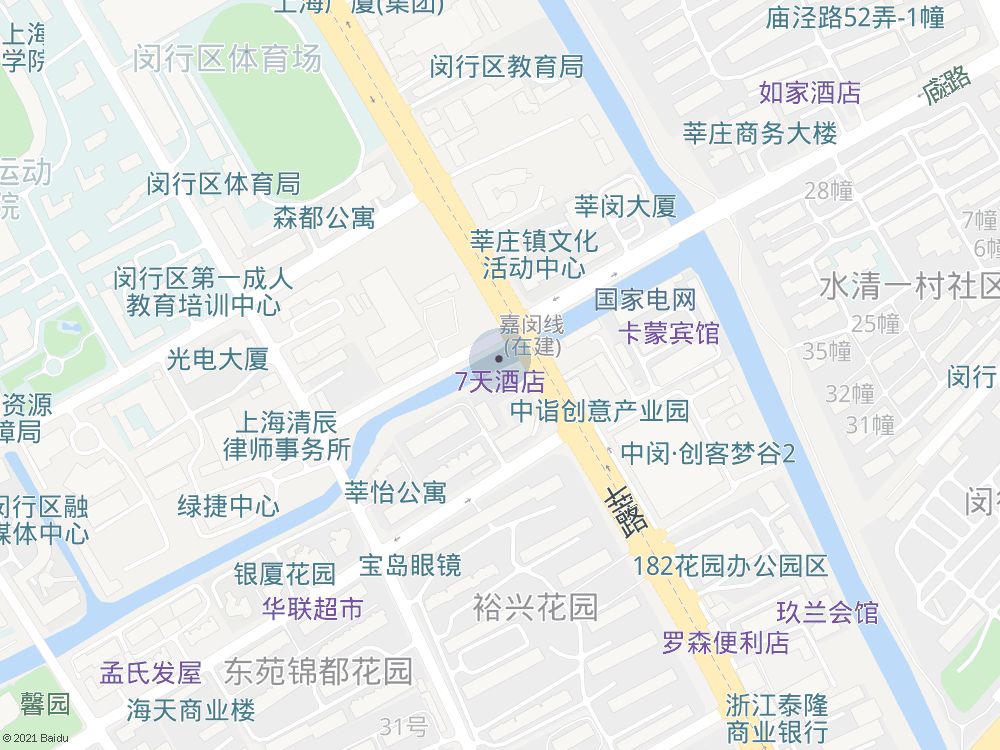 上海广厦(集团)
庙泾路52弄-1幢
上海
学院
闵行区体育场
闵行区教育局
如家酒店
庙泾路
莘庄商务大楼
运动
院
闵行区体育局
28幢
森都公寓
莘闵大厦
7幢
莘庄镇文化
活动中心
6幢
闵行区第一成人
教育培训中心
水清一村社区
国家电网
嘉闵线
(在建)
25幢
卡蒙宾馆
光电大厦
35幢
7天酒店
闵行
32幢
资源
障局
中诣创意产业园
上海清辰
律师事务所
31幢
中闵·创客梦谷2
莘怡公寓
闵行区融
媒体中心
绿捷中心
莘
路
闵行
宝岛眼镜
182花园办公园区
银厦花园
华联超市
裕兴花园
玖兰会馆
罗森便利店
孟氏发屋
东苑锦都花园
馨园
海天商业楼
31号
浙江泰隆
商业银行
© 2021 Baidu